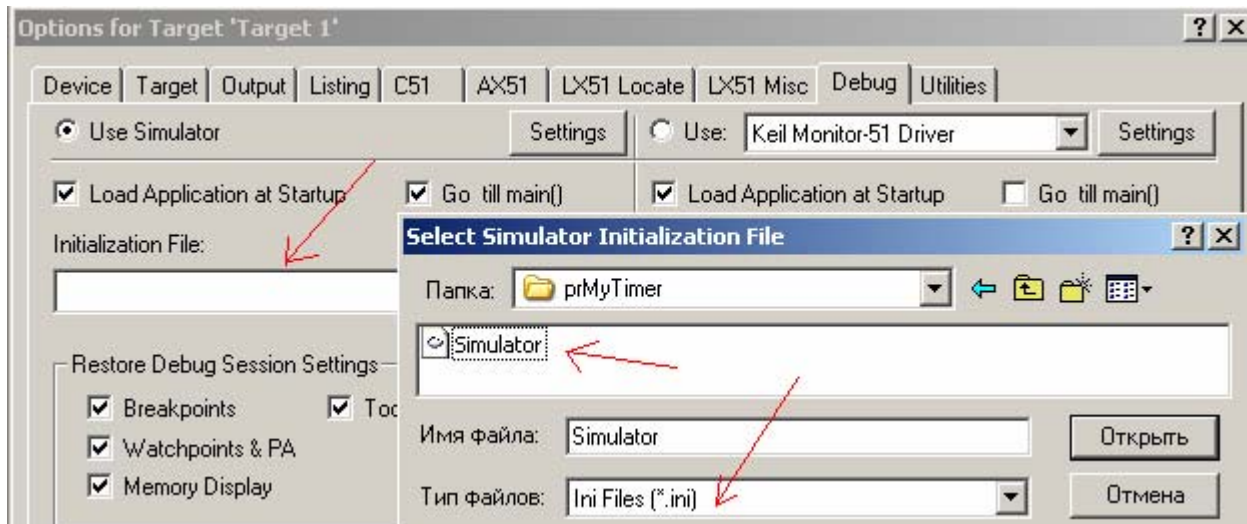 Options for Target 'Target 1'
Device Target Output Listing C51 AX51 LX51 Locate LX51 Misc Debug Utilities
Use Simulator Settings Use: Keil Monitor-51 Driver Settings
Load Application at Startup Go till main() Load Application at Startup Go till main()
Initialization File:
Select Simulator Initialization File
Папка: prMyTimer
Simulator
Restore Debug Session Settings
Breakpoints
Watchpoints & PA
Memory Display
Имя файла: Simulator Открыть
Тип файлов: Ini Files (*.ini) Отмена